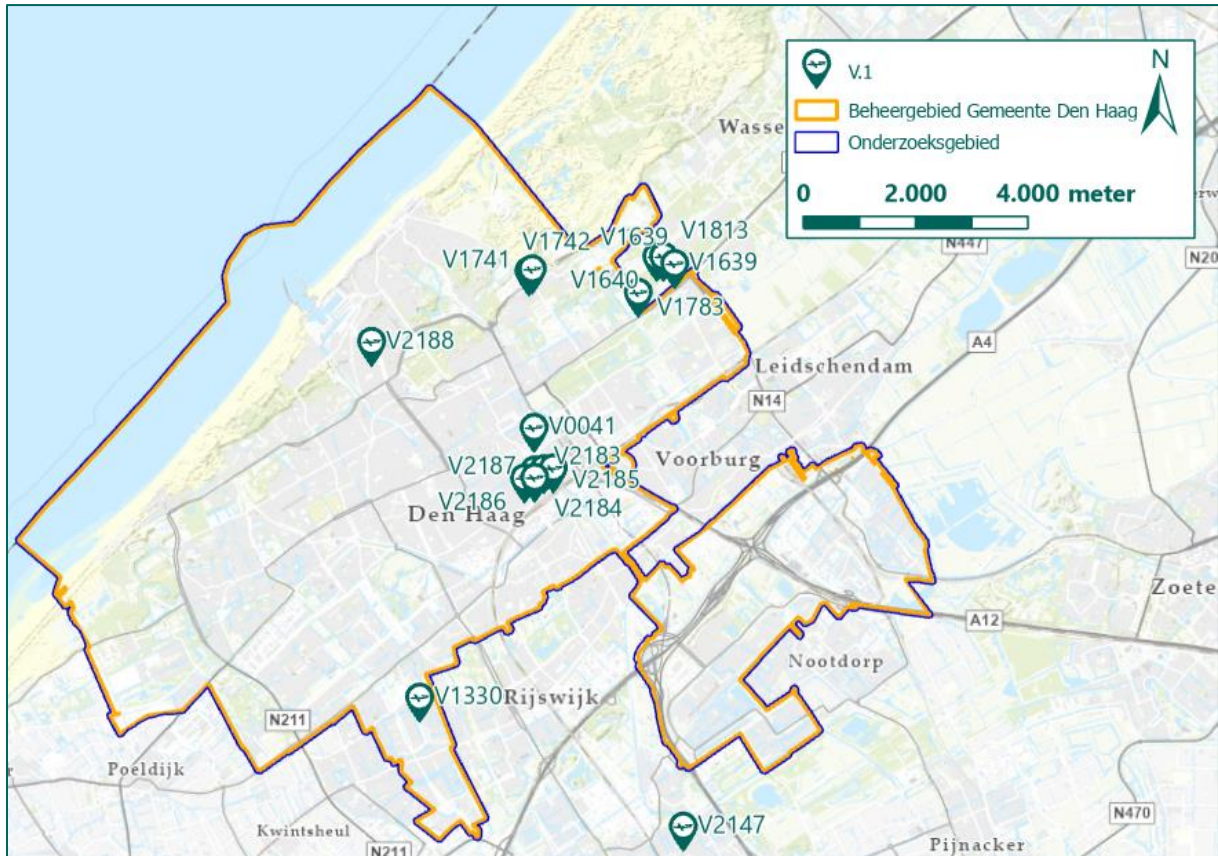 N
V.1
Beheergebied Gemeente Den Haag
Onderzoeksgebied
0 2.000 4.000 meter
Wasse
N447
N20
V1742
V1639
V1813
V1741
V1639
V1640
V1783
V2188
A4
Leidschendam
N14
V0041
V2187
V2183
Voorburg
V2185
V2186
V2184
Den Haag
Zoete
A12
Nootdorp
V1330
Rijswijk
N211
Poeldijk
V2147
N470
Kwintsheul
N211
Pijnacker